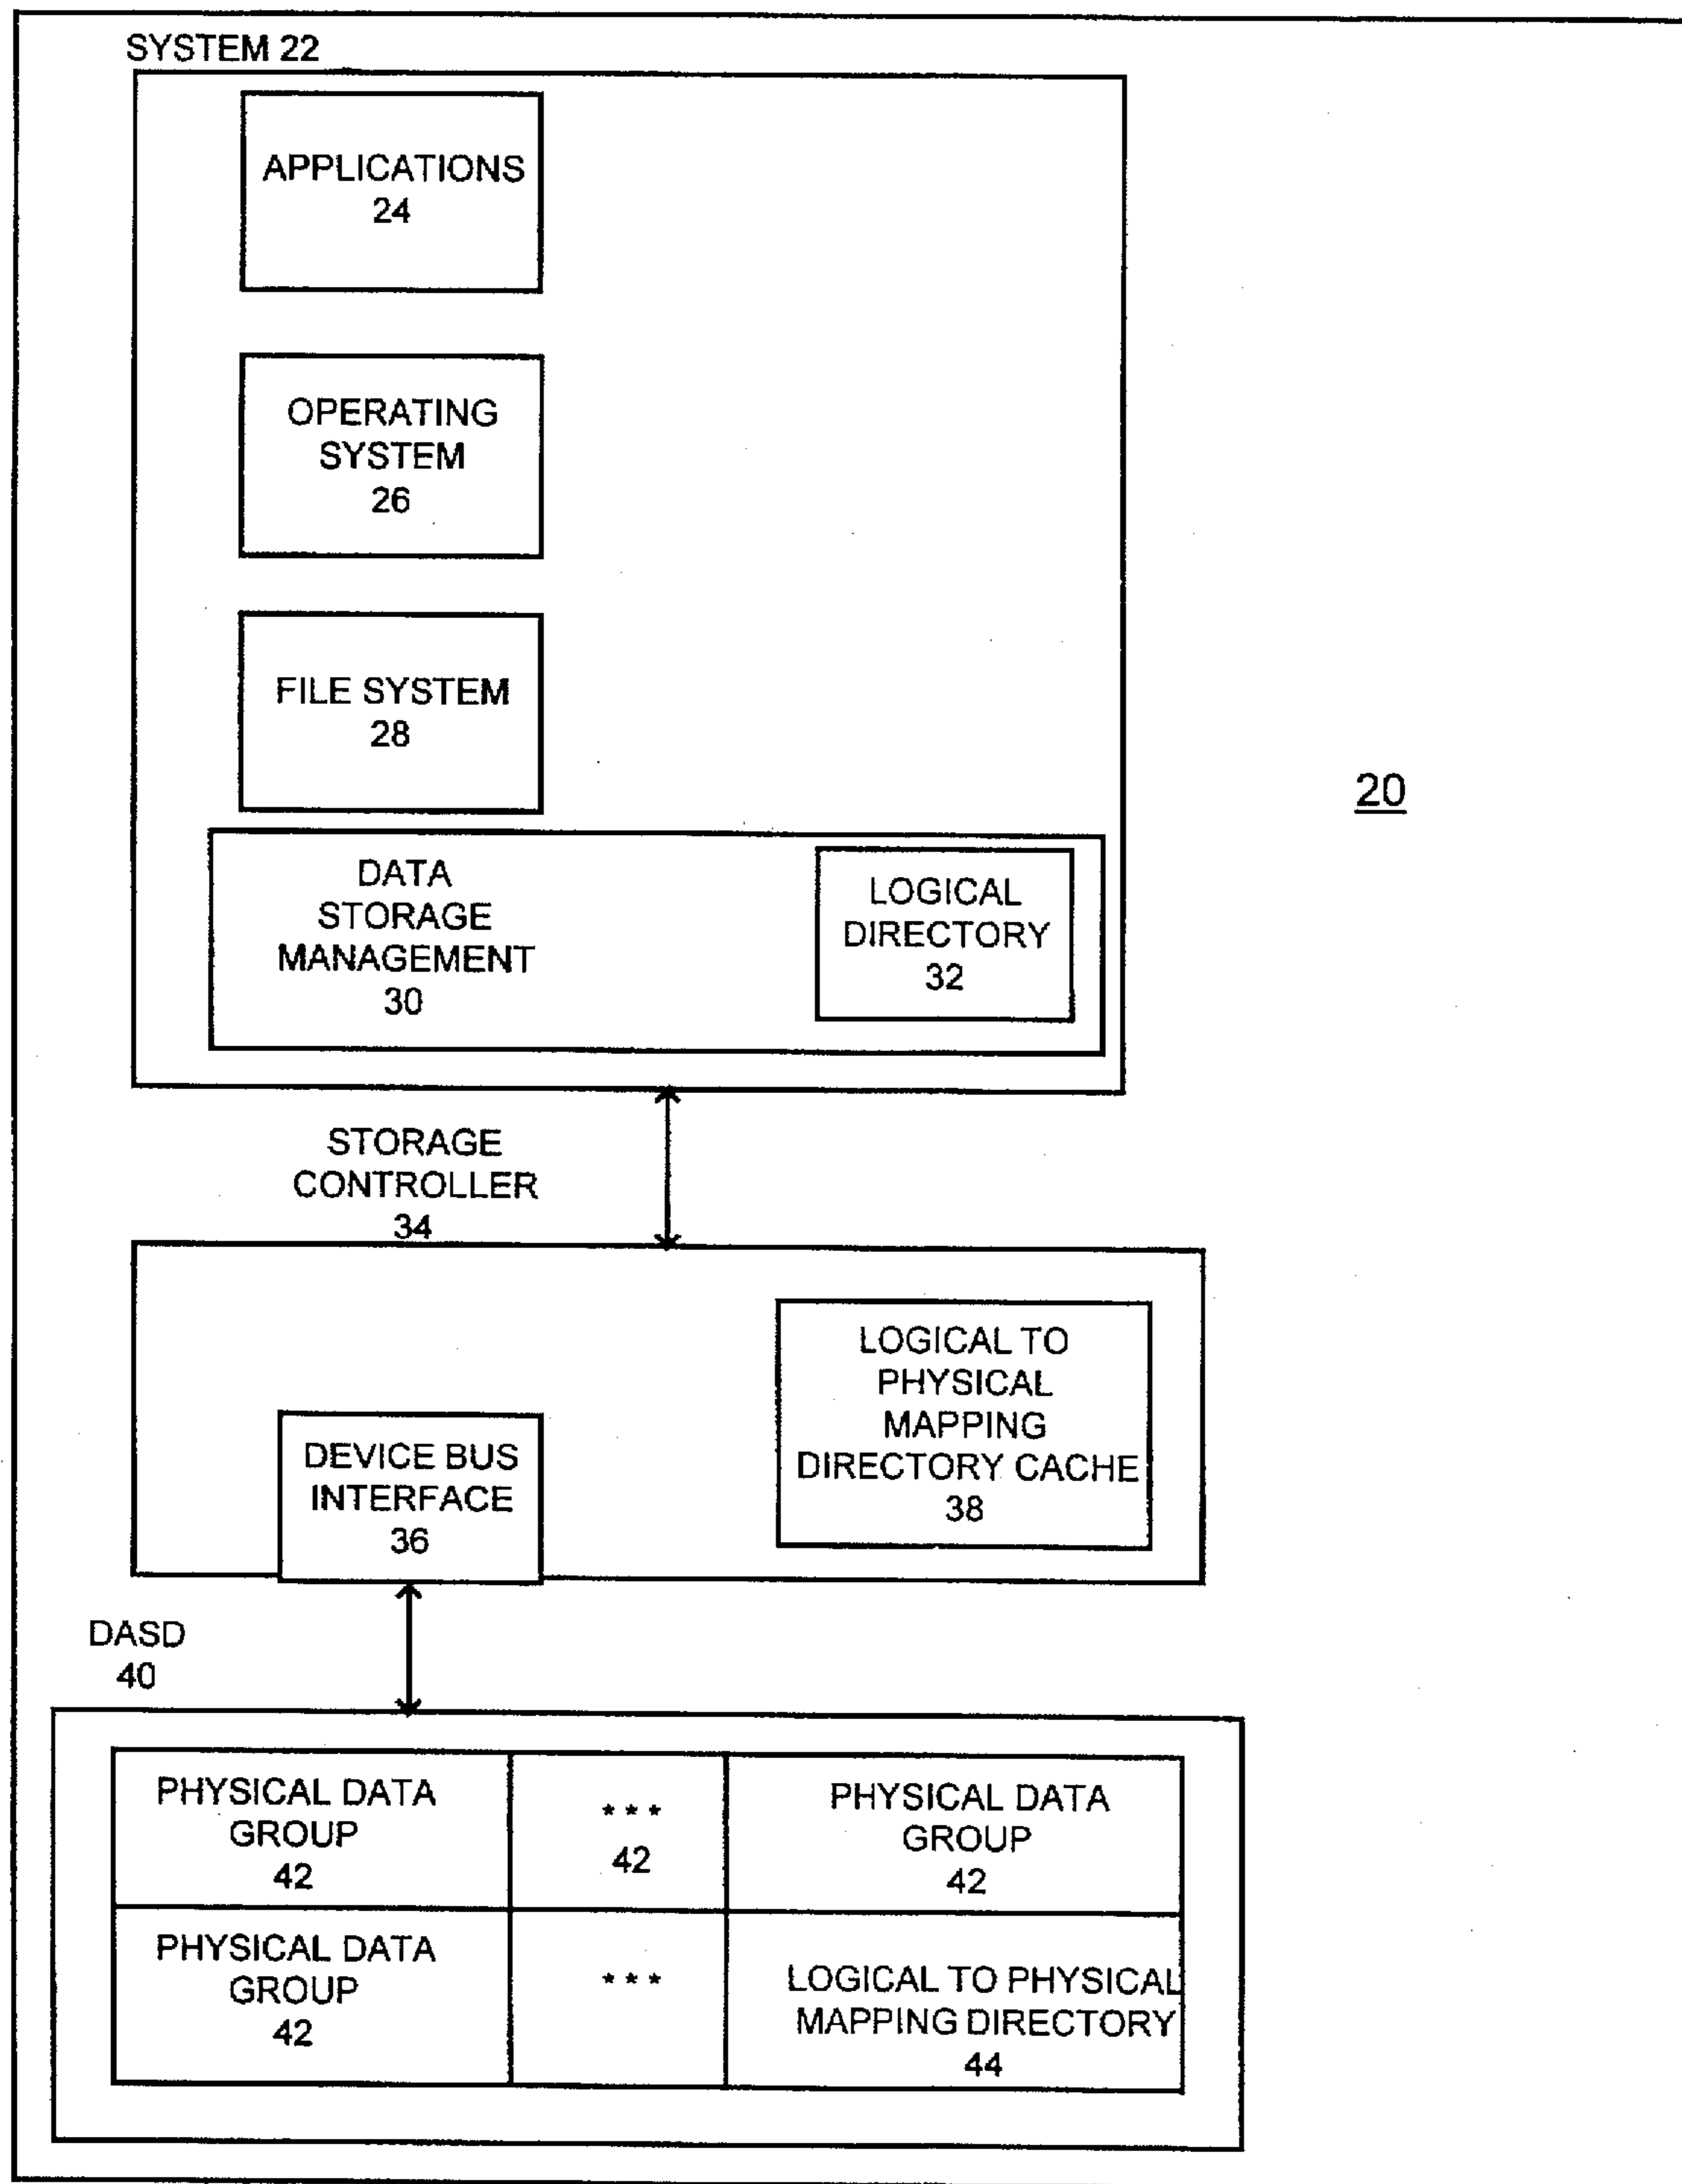 SYSTEM 22
APPLICATIONS
24
OPERATING
SYSTEM
26
FILE SYSTEM
28
20
DATA
STORAGE
MANAGEMENT
30
LOGICAL
DIRECTORY
32
STORAGE
CONTROLLER
34
LOGICAL TO
PHYSICAL
MAPPING
DIRECTORY CACHE
38
DEVICE BUS
INTERFACE
36
DASD
40
PHYSICAL DATA
GROUP
42
***
42
PHYSICAL DATA
GROUP
42
PHYSICAL DATA
GROUP
42
***
LOGICAL TO PHYSICAL
MAPPING DIRECTORY
44